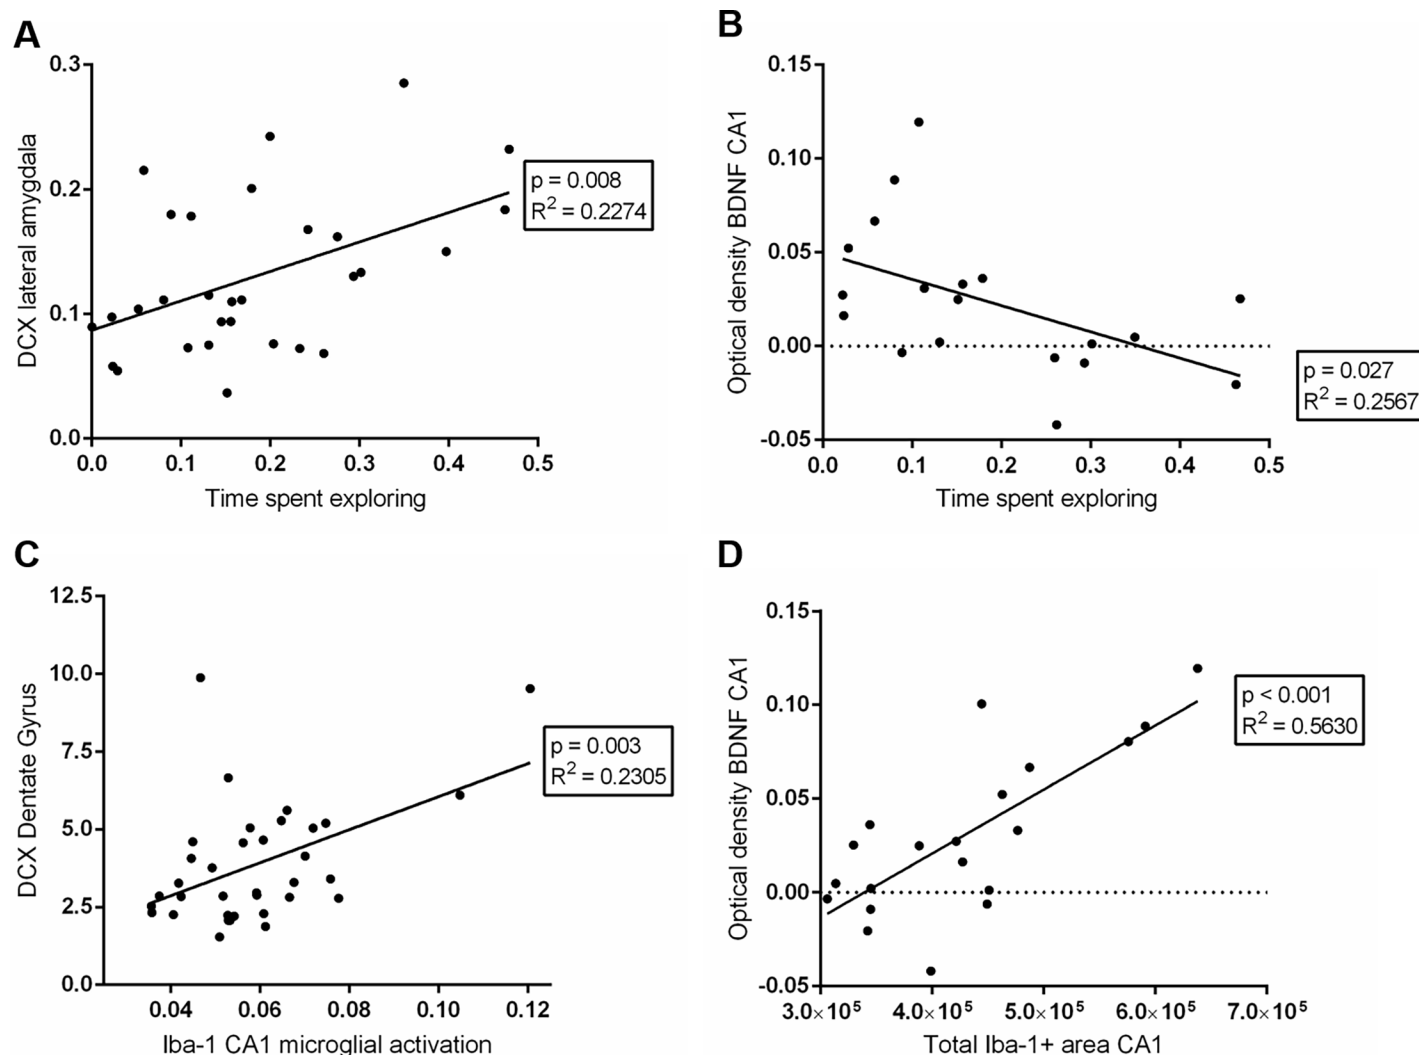 A
0.3
0.2
0.1
0.0
DCX lateral amygdala
0.0 0.1 0.2 0.3 0.4 0.5
Time spent exploring
p = 0.008
R² = 0.2274
B
0.15
0.10
0.05
0.00
-0.05
Optical density BDNF CA1
0.0 0.1 0.2 0.3 0.4 0.5
Time spent exploring
p = 0.027
R² = 0.2567
C
12.5
10.0
7.5
5.0
2.5
0.0
DCX Dentate Gyrus
0.04 0.06 0.08 0.10 0.12
Iba-1 CA1 microglial activation
p = 0.003
R² = 0.2305
D
0.15
0.10
0.05
0.00
-0.05
Optical density BDNF CA1
3.0×10⁵ 4.0×10⁵ 5.0×10⁵ 6.0×10⁵ 7.0×10⁵
Total Iba-1+ area CA1
p < 0.001
R² = 0.5630